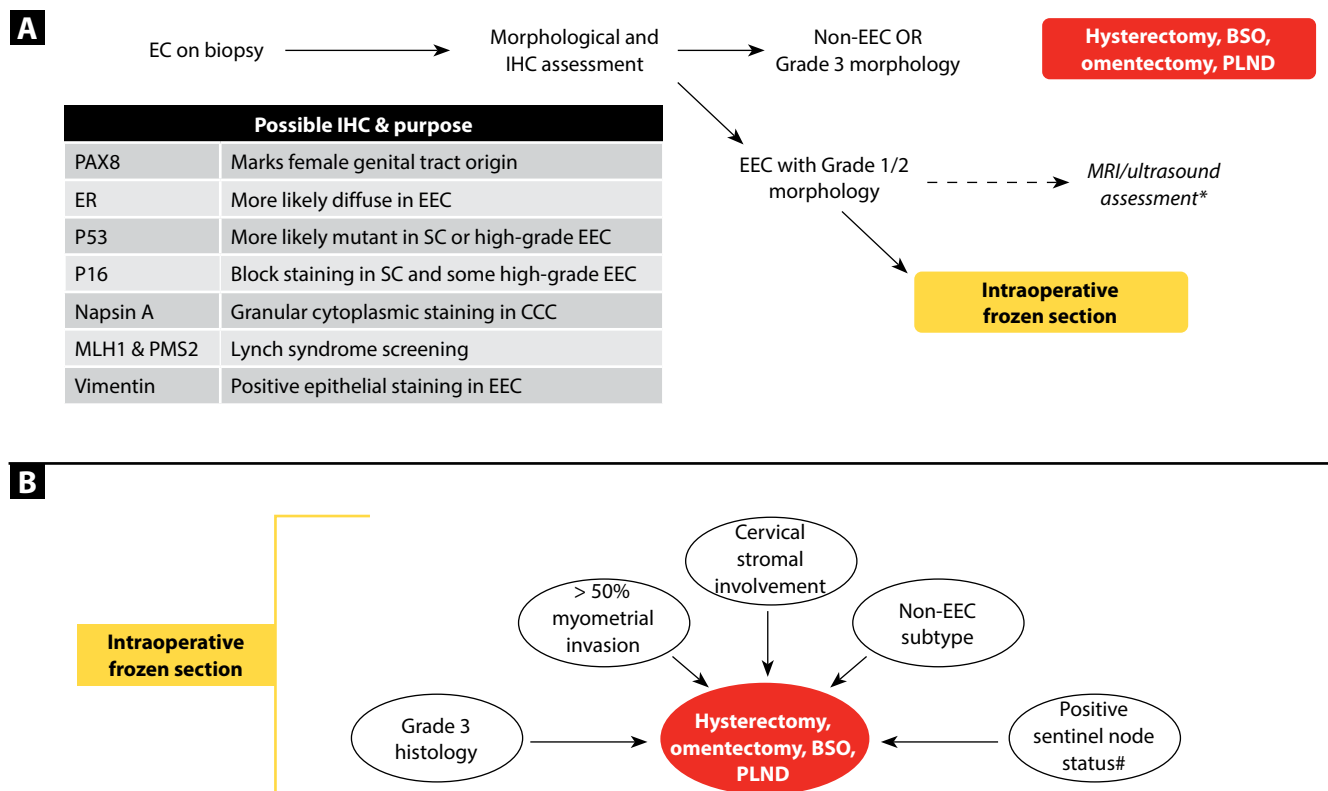 A
EC on biopsy
Morphological and
IHC assessment
Non-EEC OR
Grade 3 morphology
Hysterectomy, BSO,
omentectomy, PLND
Possible IHC & purpose
PAX8 Marks female genital tract origin
ER More likely diffuse in EEC
P53 More likely mutant in SC or high-grade EEC
P16 Block staining in SC and some high-grade EEC
Napsin A Granular cytoplasmic staining in CCC
MLH1 & PMS2 Lynch syndrome screening
Vimentin Positive epithelial staining in EEC
EEC with Grade 1/2
morphology
MRI/ultrasound
assessment*
Intraoperative
frozen section
B
Intraoperative
frozen section
Grade 3
histology
> 50%
myometrial
invasion
Cervical
stromal
involvement
Non-EEC
subtype
Positive
sentinel node
status#
Hysterectomy,
omentectomy, BSO,
PLND